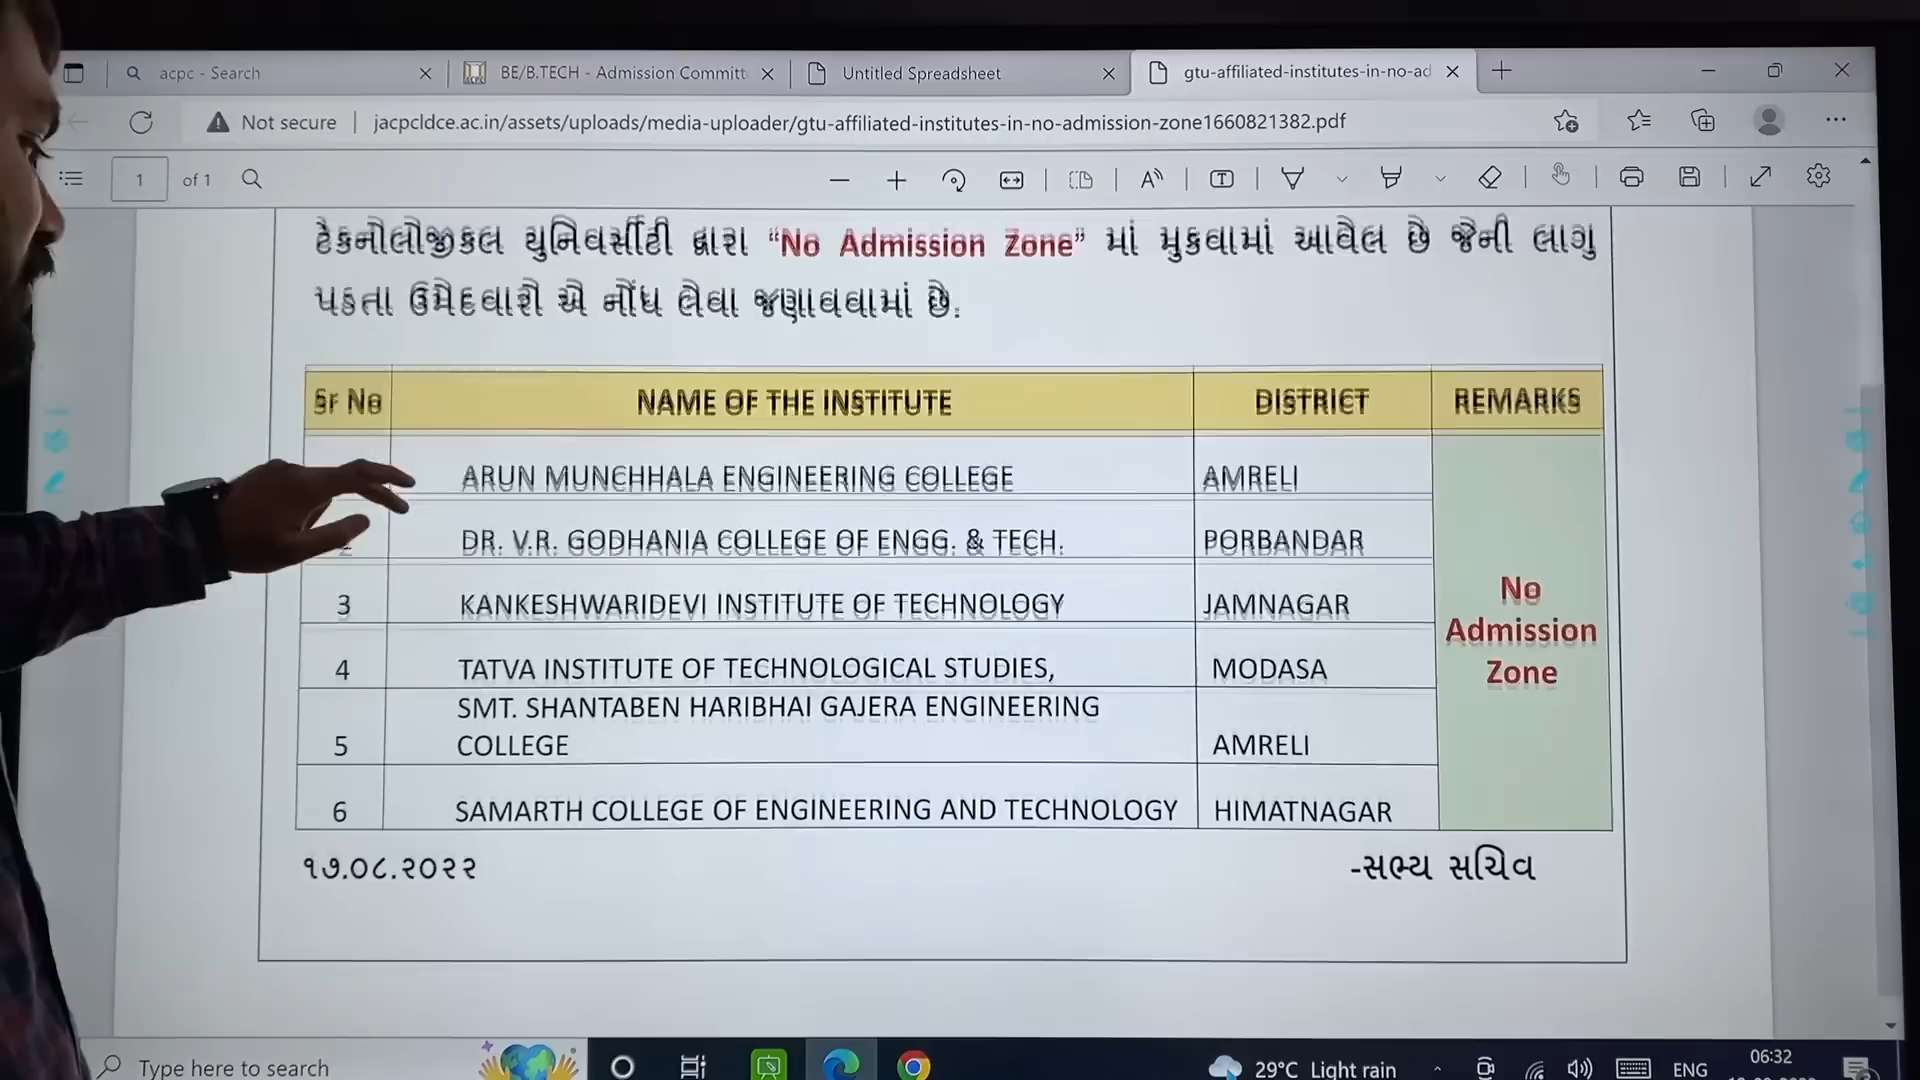 acpc - Search
BE/B.TECH - Admission Committ
Untitled Spreadsheet
gtu-affiliated-institutes-in-no-ad
Not secure
jacpcldce.ac.in/assets/uploads/media-uploader/gtu-affiliated-institutes-in-no-admission-zone1660821382.pdf
1 of 1
ટેકનોલોજીકલ યુનિવર્સીટી દ્વારા “No Admission Zone” માં મુકવામાં આવેલ છે જેની લાગુ
પડતા ઉમેદવારો એ નોંધ લેવા જણાવવામાં છે.
Sr No NAME OF THE INSTITUTE DISTRICT REMARKS
ARUN MUNCHHALA ENGINEERING COLLEGE AMRELI
2 DR. V.R. GODHANIA COLLEGE OF ENGG. & TECH. PORBANDAR
3 KANKESHWARIDEVI INSTITUTE OF TECHNOLOGY JAMNAGAR
4 TATVA INSTITUTE OF TECHNOLOGICAL STUDIES, MODASA
SMT. SHANTABEN HARIBHAI GAJERA ENGINEERING
5 COLLEGE AMRELI
6 SAMARTH COLLEGE OF ENGINEERING AND TECHNOLOGY HIMATNAGAR
No
Admission
Zone
૧૭.૦૮.૨૦૨૨
-સભ્ય સચિવ
Type here to search
29°C Light rain
ENG
06:32